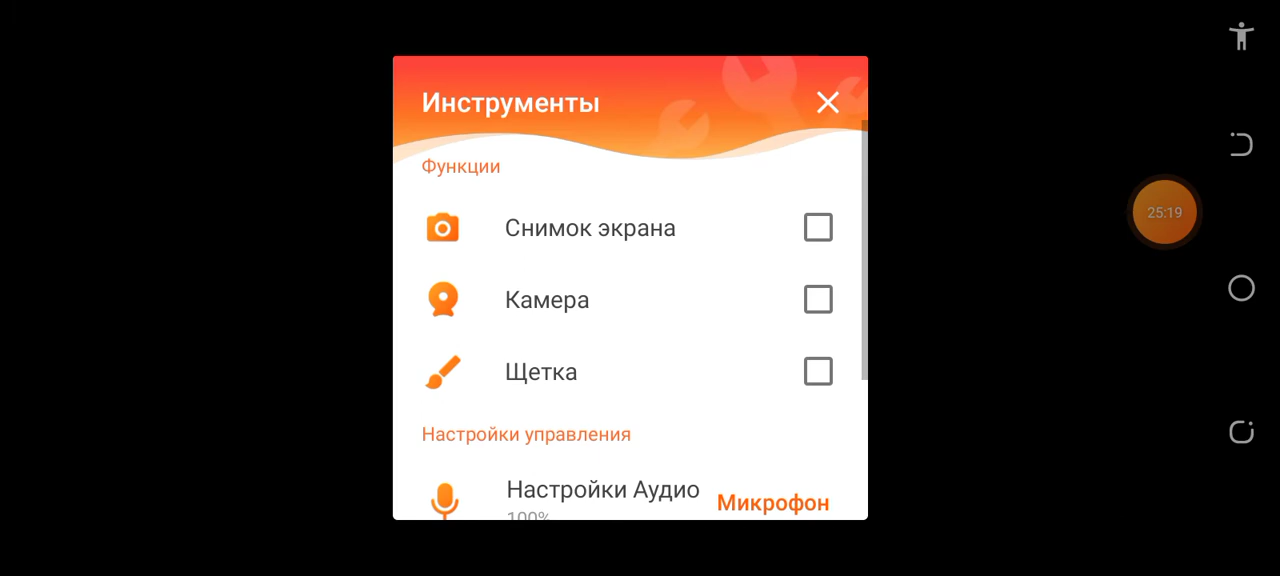 Инструменты
Функции
Снимок экрана
Камера
Щетка
Настройки управления
Настройки Аудио
Микрофон
100%
25:19